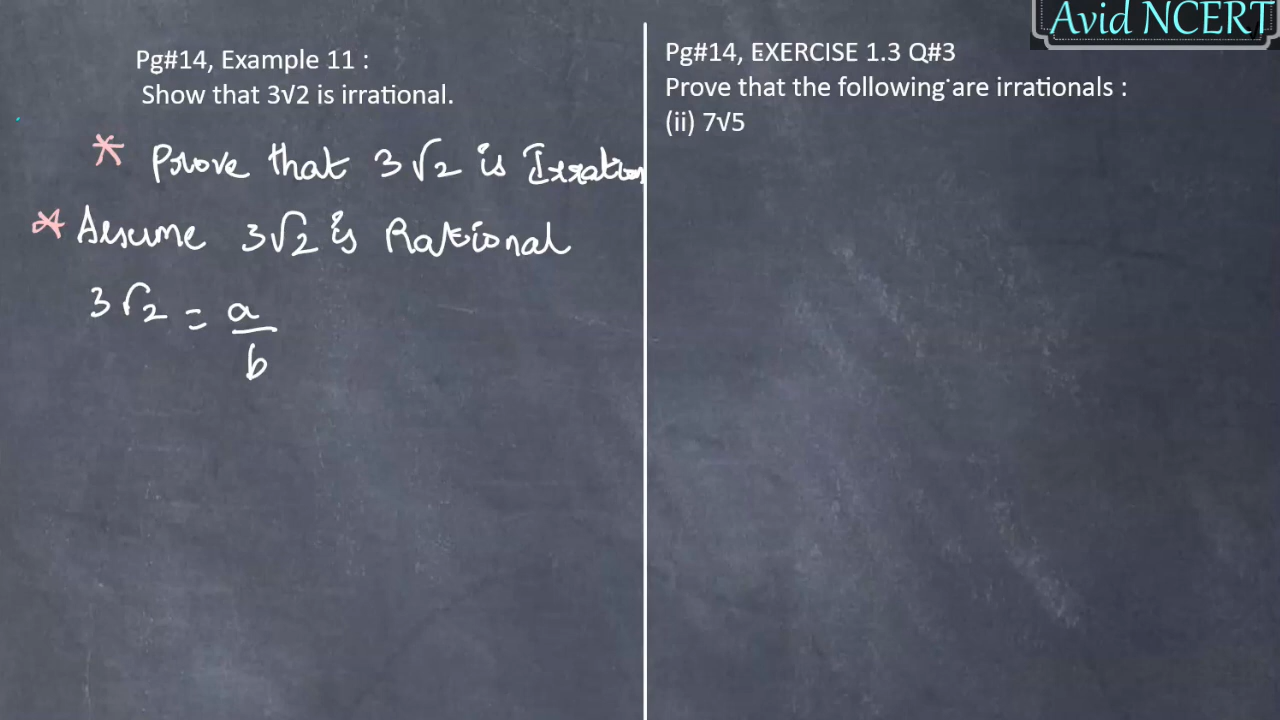 Avid NCERT
Pg#14, Example 11 :
Show that 3√2 is irrational.
* Prove that 3√2 is Irration
* Assume 3√2 is Rational
3√2 = a
b
Pg#14, EXERCISE 1.3 Q#3
Prove that the following are irrationals :
(ii) 7√5